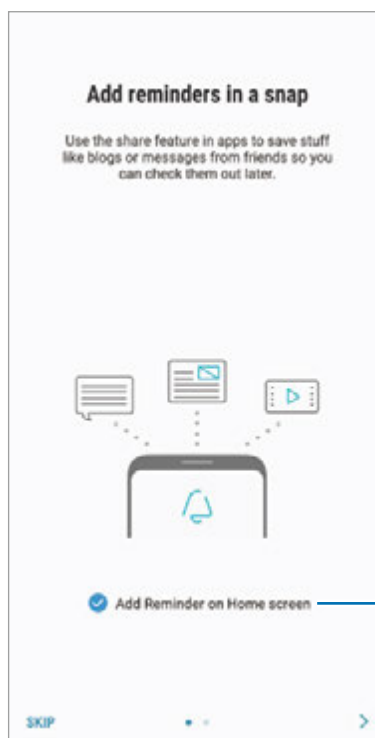 Add reminders in a snap
Use the share feature in apps to save stuff
like blogs or messages from friends so you
can check them out later.
Add Reminder on Home screen
SKIP